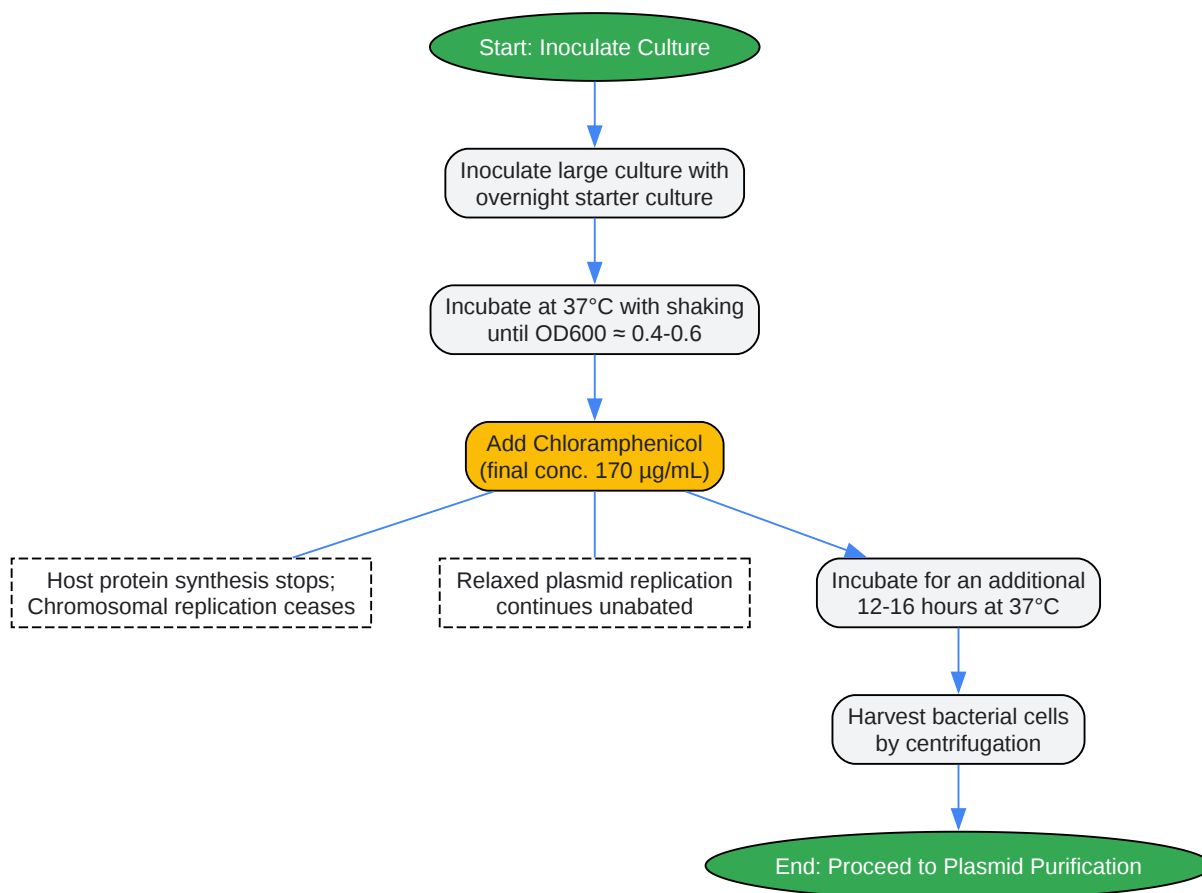 Start: Inoculate Culture
Inoculate large culture with
overnight starter culture
Incubate at 37°C with shaking
until OD600 ≈ 0.4-0.6
Add Chloramphenicol
(final conc. 170 µg/mL)
Host protein synthesis stops;
Chromosomal replication ceases
Relaxed plasmid replication
continues unabated
Incubate for an additional
12-16 hours at 37°C
Harvest bacterial cells
by centrifugation
End: Proceed to Plasmid Purification